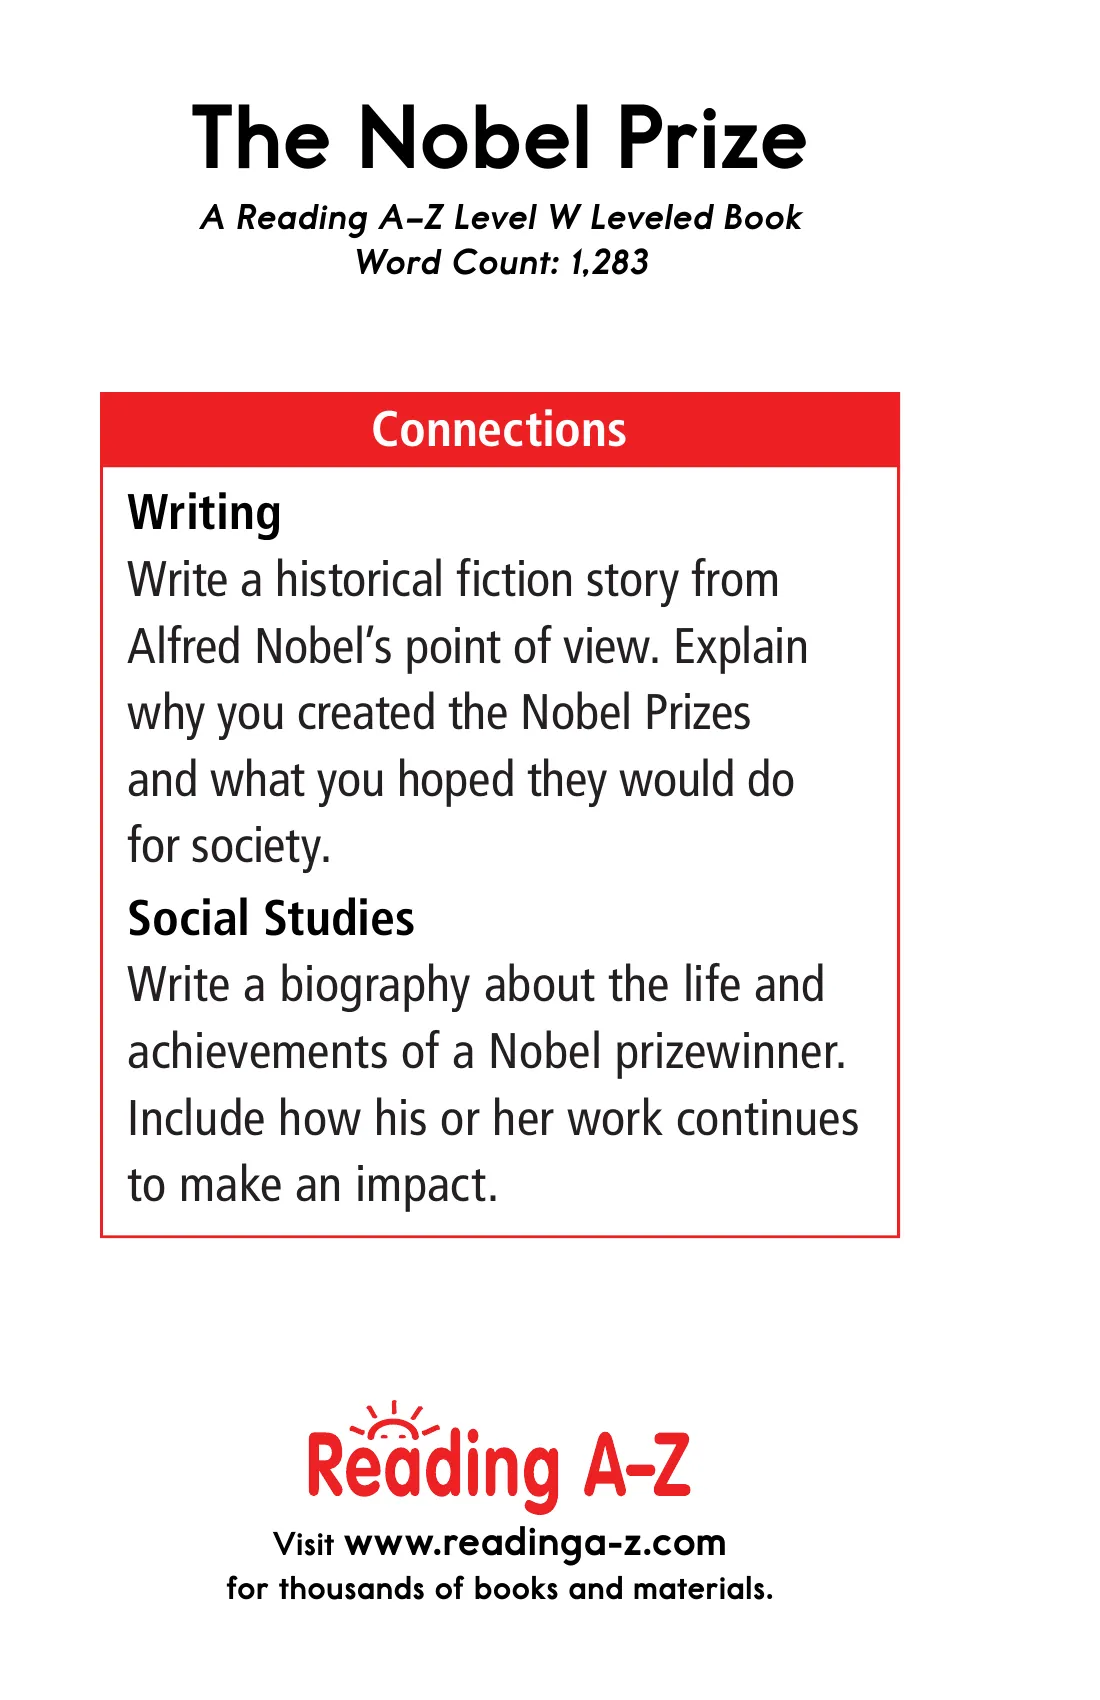 The Nobel Prize
A Reading A–Z Level W Leveled Book
Word Count: 1,283
Connections
Writing
Write a historical fiction story from
Alfred Nobel’s point of view. Explain
why you created the Nobel Prizes
and what you hoped they would do
for society.
Social Studies
Write a biography about the life and
achievements of a Nobel prizewinner.
Include how his or her work continues
to make an impact.
Reading A–Z
Visit www.readinga-z.com
for thousands of books and materials.